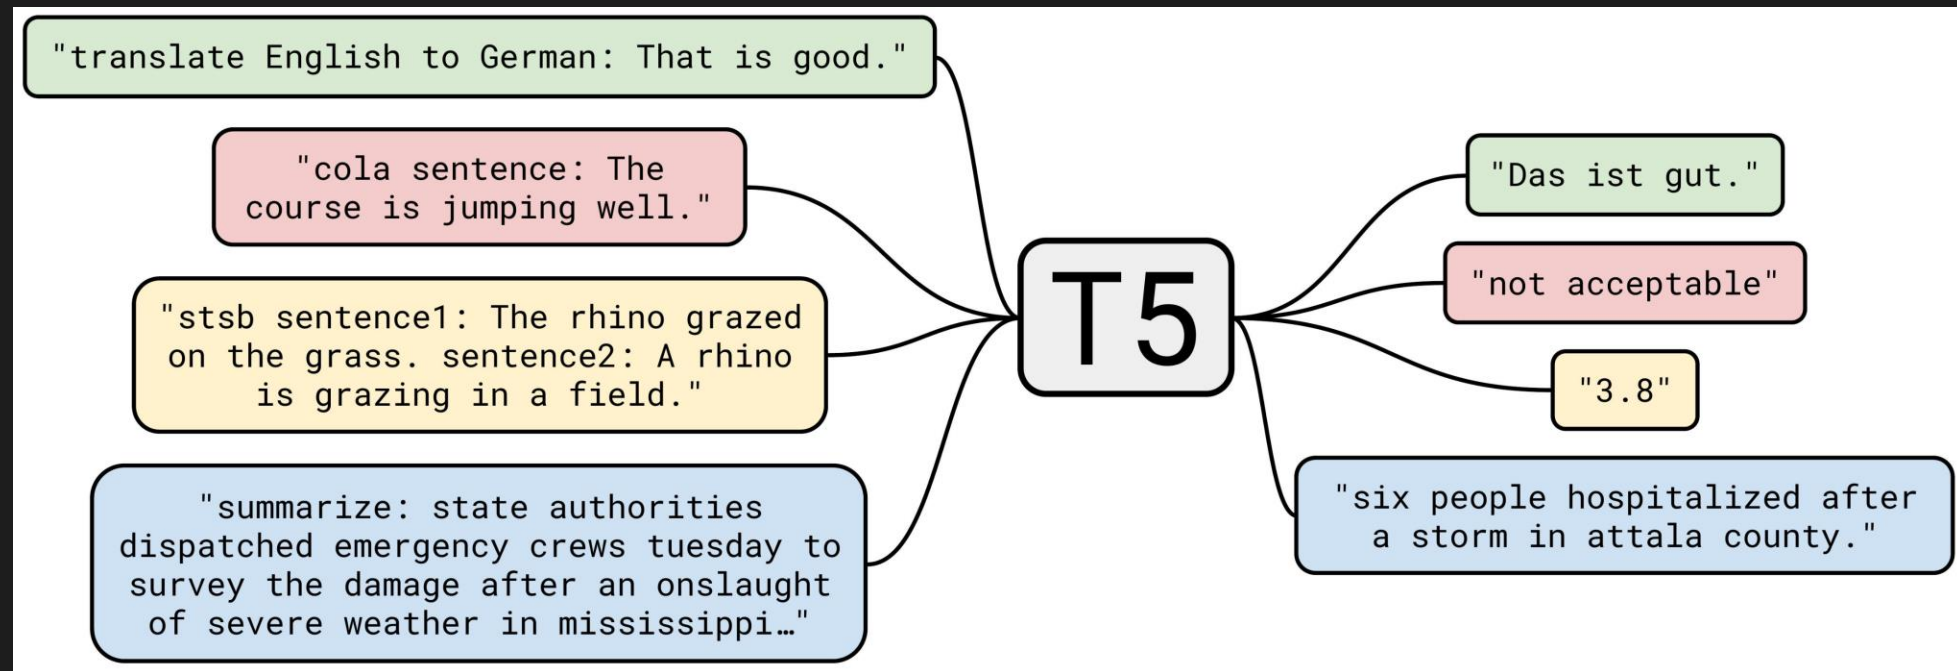 "translate English to German: That is good."
"cola sentence: The
course is jumping well."
"stsb sentence1: The rhino grazed
on the grass. sentence2: A rhino
is grazing in a field."
"summarize: state authorities
dispatched emergency crews tuesday to
survey the damage after an onslaught
of severe weather in mississippi…"
T5
"Das ist gut."
"not acceptable"
"3.8"
"six people hospitalized after
a storm in attala county."